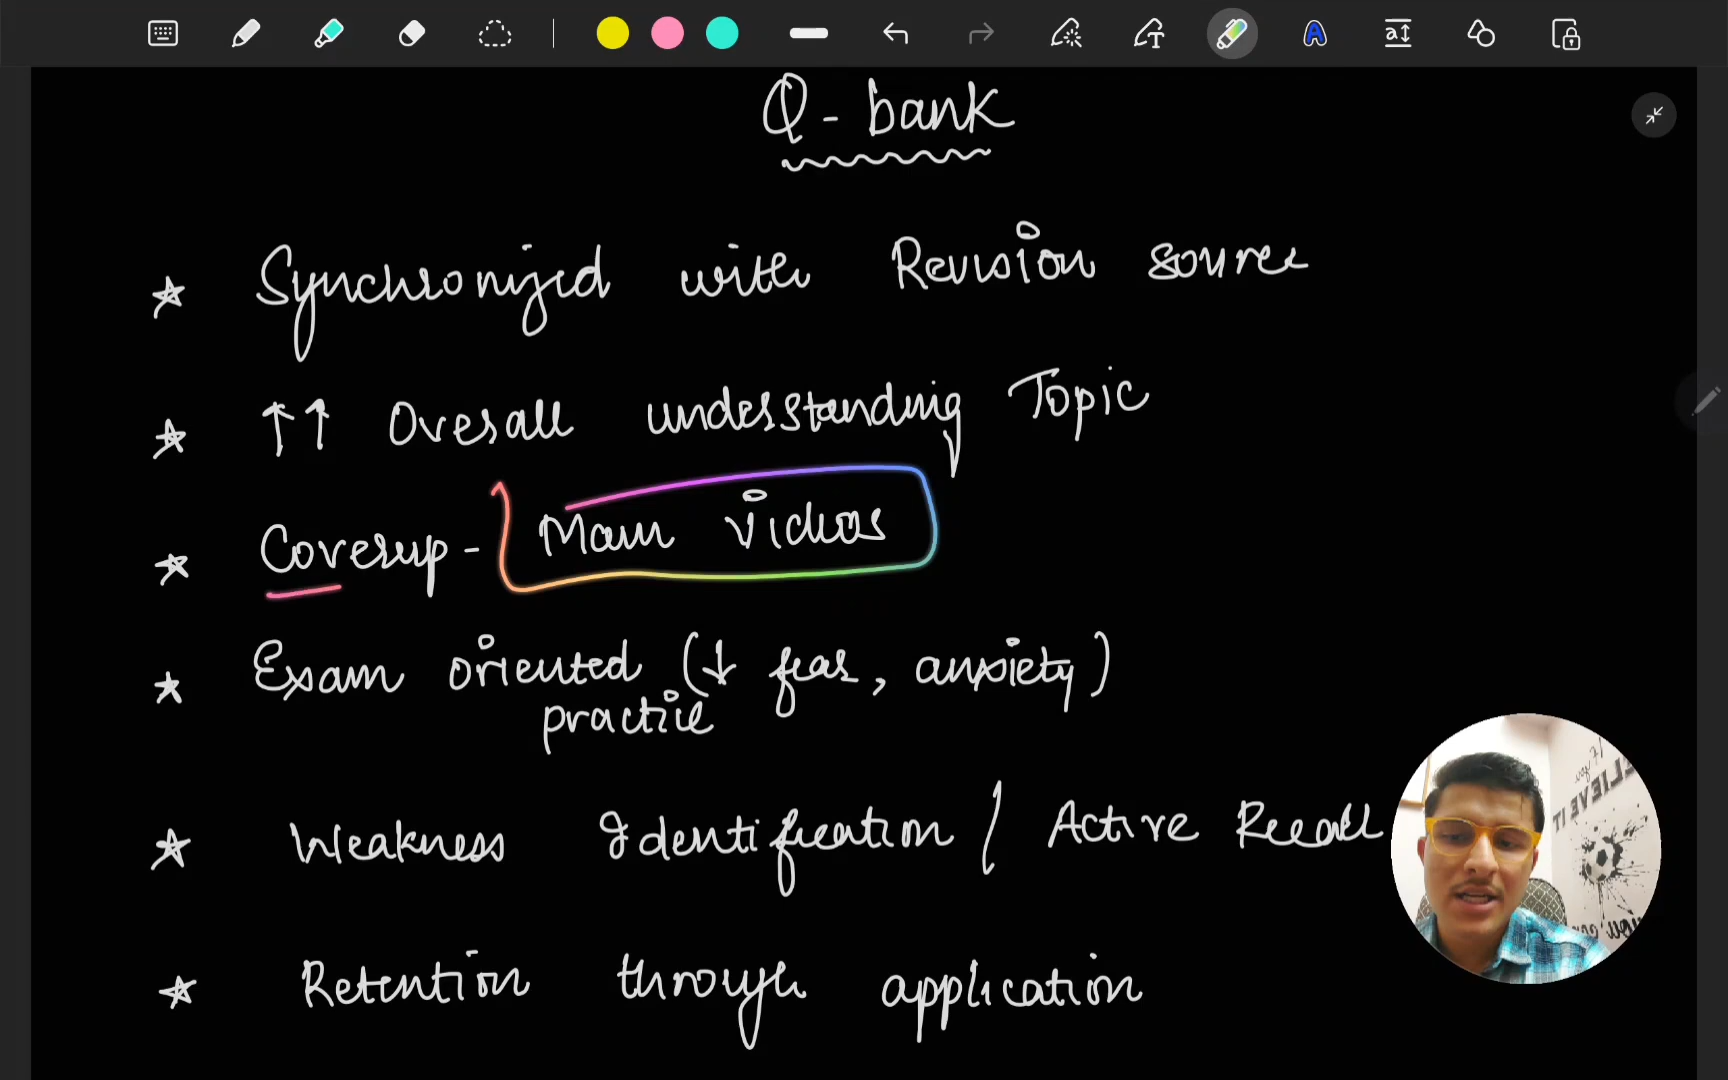 Q - bank
☆ Synchronized with Revision source
☆ ↑↑ Overall understanding Topic
☆ Coverup - Main videos
☆ Exam oriented (↓ fear, anxiety)
practice
☆ Weakness Identification / Active Recall
☆ Retention through application